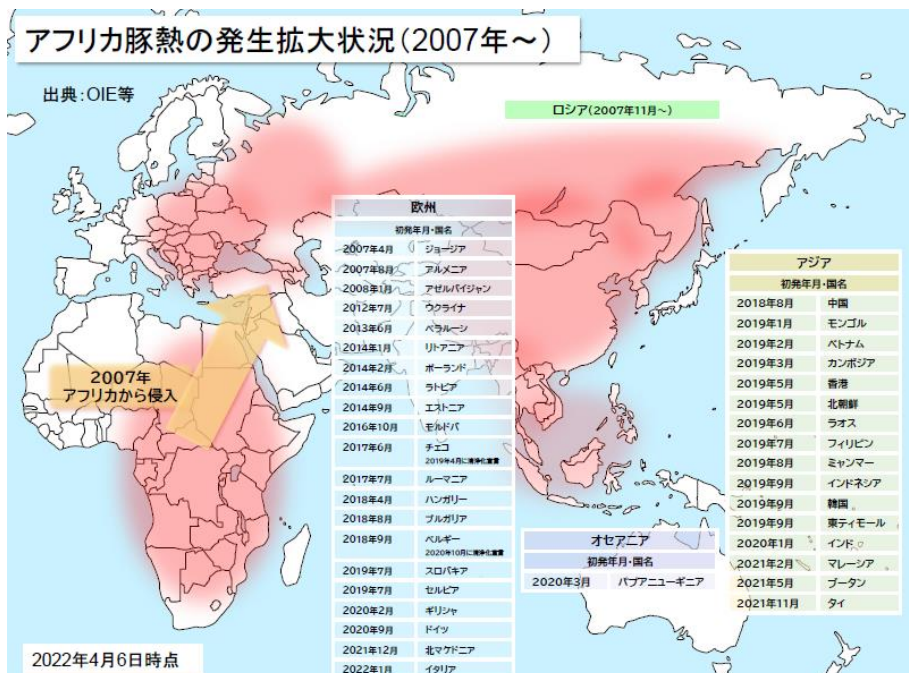 アフリカ豚熱の発生拡大状況(2007年～)
出典:OIE等
ロシア(2007年11月～)
2007年
アフリカから侵入
欧州
初発年月・国名
2007年4月 ジョージア
2007年8月 アルメニア
2008年1月 アゼルバイジャン
2012年7月 ウクライナ
2013年6月 ベラルーシ
2014年1月 リトアニア
2014年2月 ポーランド
2014年6月 ラトビア
2014年9月 エストニア
2016年10月 モルドバ
2017年6月 チェコ
2019年4月に清浄化宣言
2017年7月 ルーマニア
2018年4月 ハンガリー
2018年8月 ブルガリア
2018年9月 ベルギー
2020年10月に清浄化宣言
2019年7月 スロバキア
2019年7月 セルビア
2020年2月 ギリシャ
2020年9月 ドイツ
2021年12月 北マケドニア
2022年1月 イタリア
アジア
初発年月・国名
2018年8月 中国
2019年1月 モンゴル
2019年2月 ベトナム
2019年3月 カンボジア
2019年5月 香港
2019年5月 北朝鮮
2019年6月 ラオス
2019年7月 フィリピン
2019年8月 ミャンマー
2019年9月 インドネシア
2019年9月 韓国
2019年9月 東ティモール
2020年1月 インド
2021年2月 マレーシア
2021年5月 ブータン
2021年11月 タイ
オセアニア
初発年月・国名
2020年3月 パプアニューギニア
2022年4月6日時点